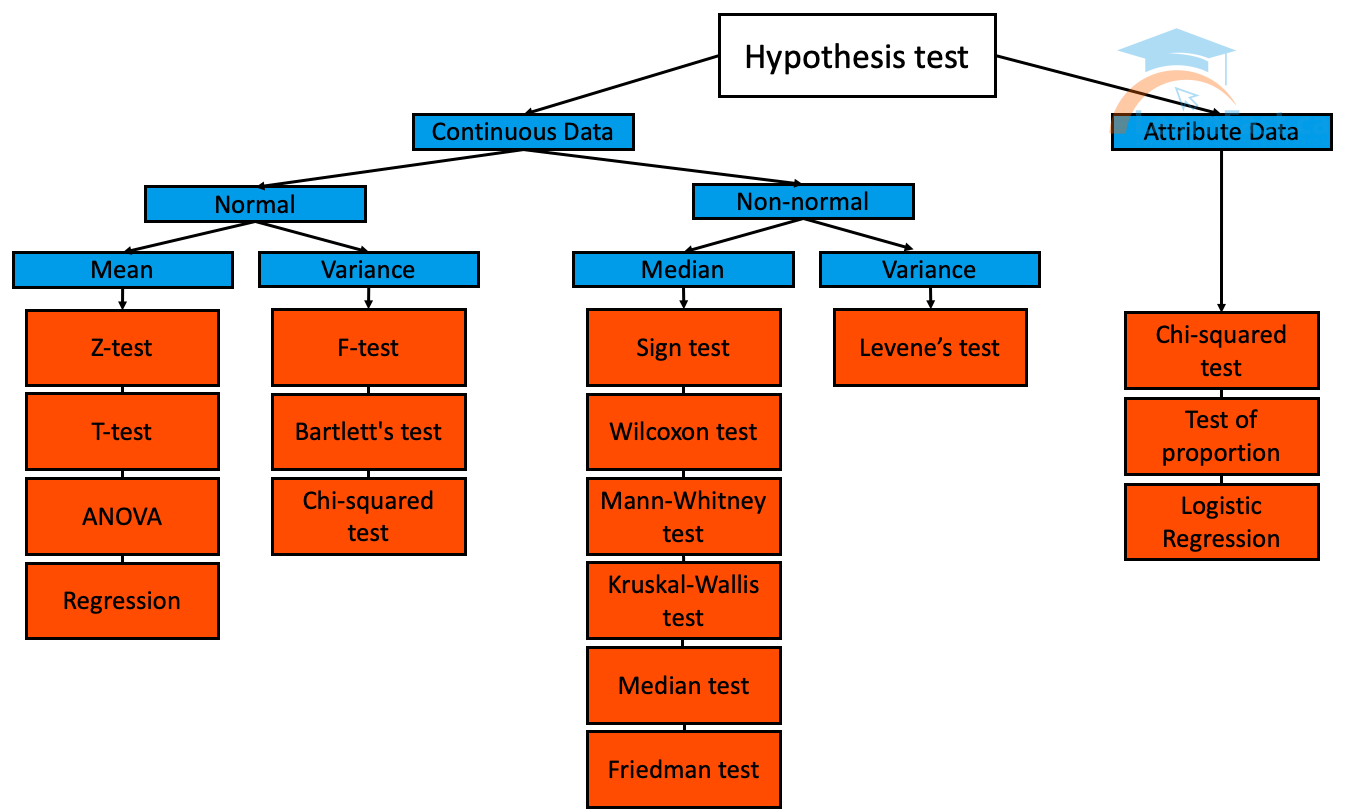 Hypothesis test
Continuous Data
Attribute Data
Normal
Non-normal
Mean
Variance
Median
Variance
Z-test
T-test
ANOVA
Regression
F-test
Bartlett's test
Chi-squared
test
Sign test
Wilcoxon test
Mann-Whitney
test
Kruskal-Wallis
test
Median test
Friedman test
Levene’s test
Chi-squared
test
Test of
proportion
Logistic
Regression